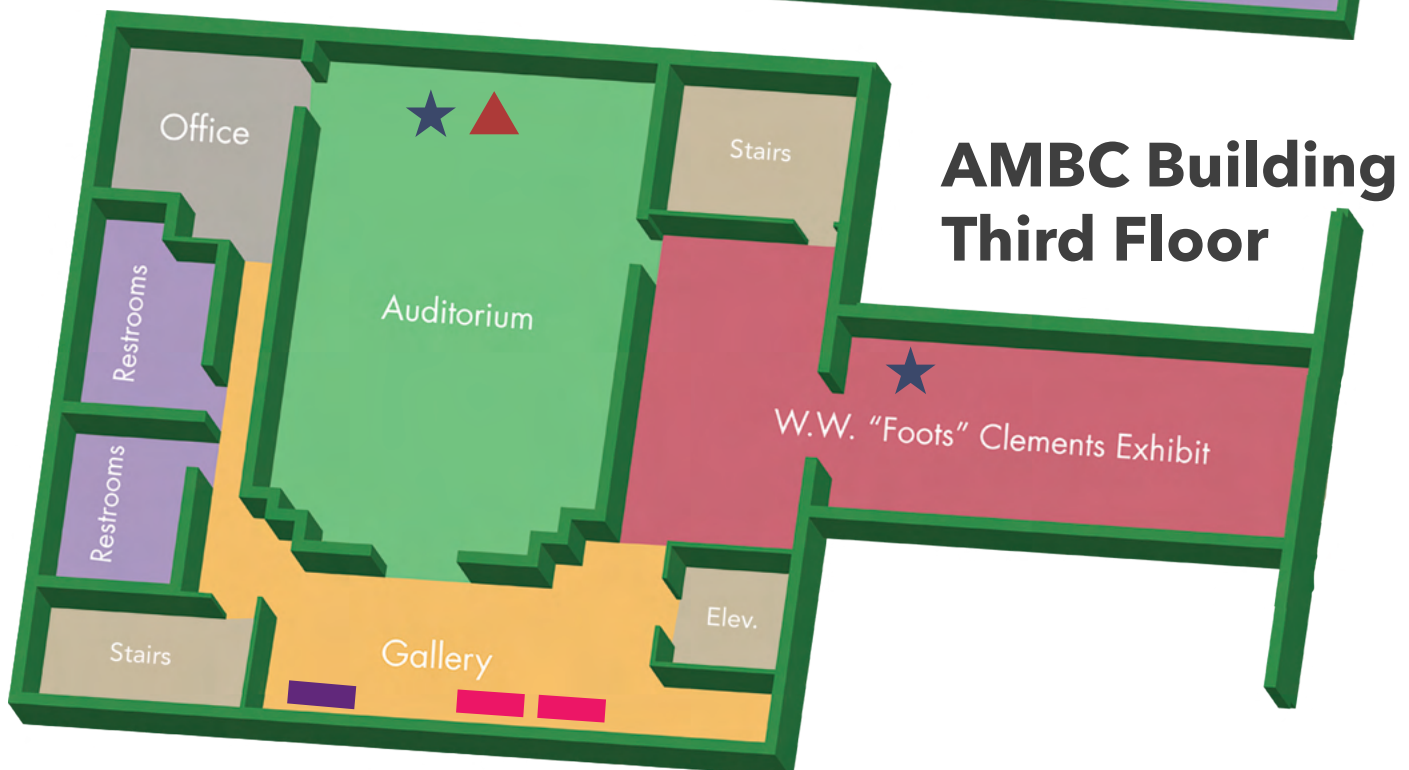 AMBC Building
Third Floor
Office
Stairs
Auditorium
Restrooms
W.W. “Foots” Clements Exhibit
Restrooms
Elev.
Stairs
Gallery